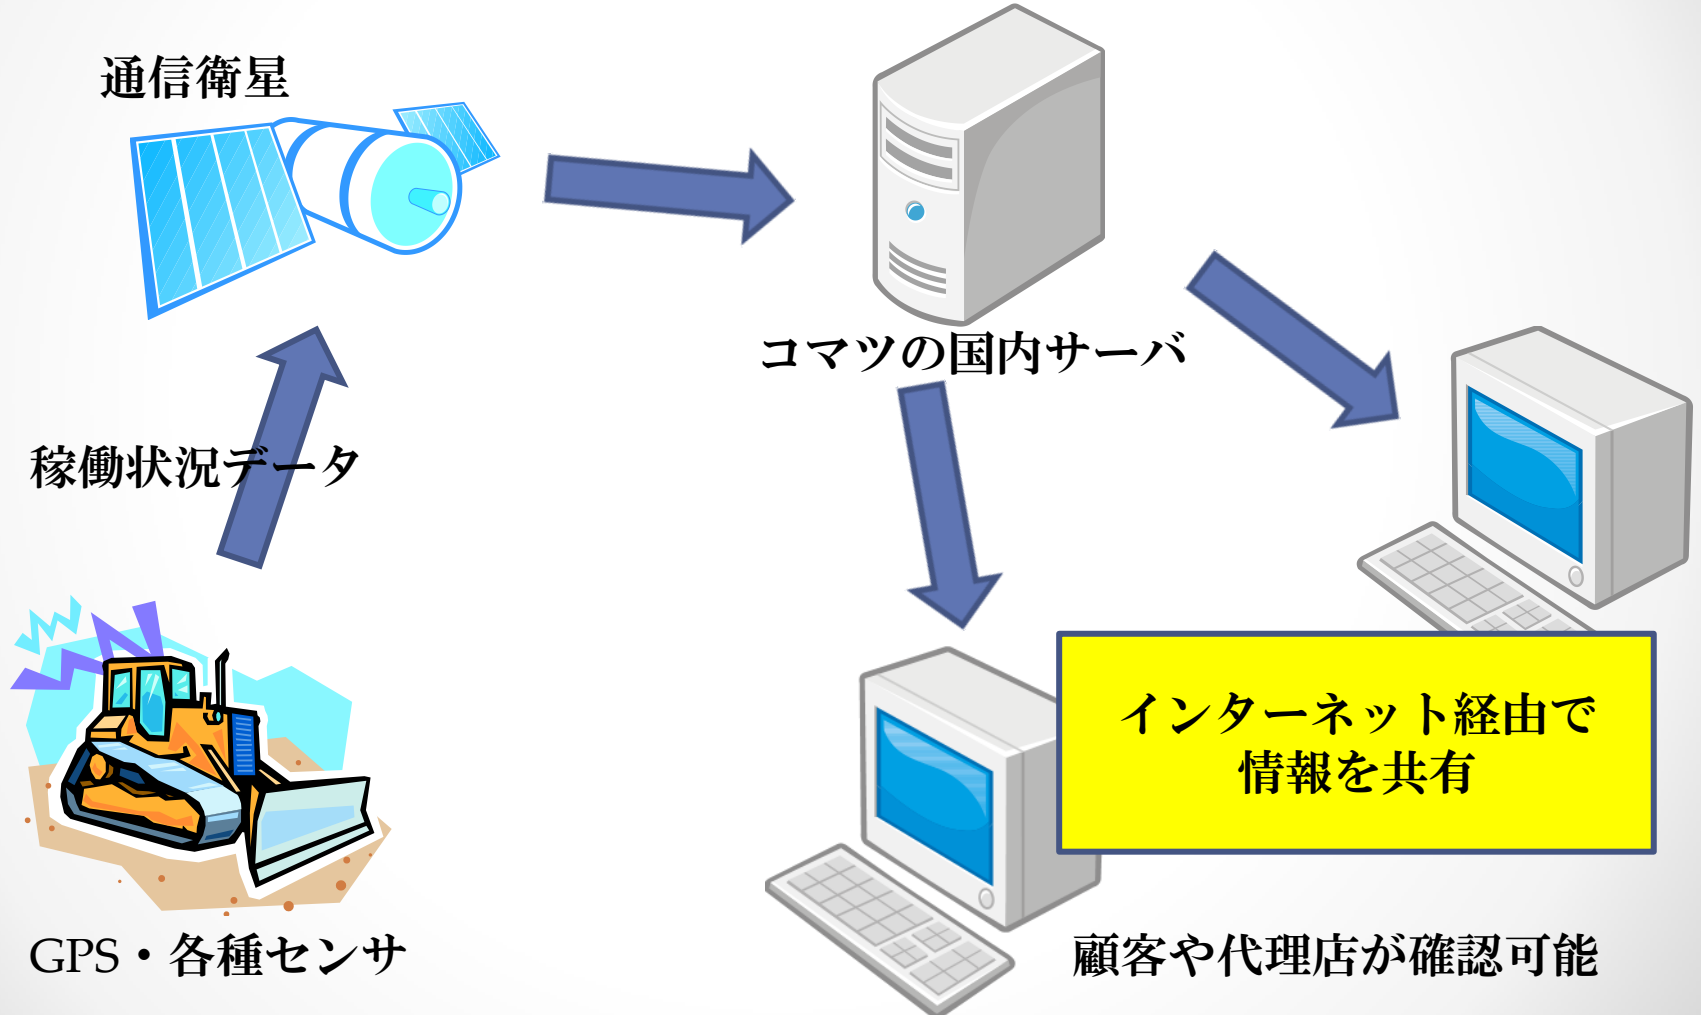 通信衛星
コマツの国内サーバ
稼働状況データ
インターネット経由で
情報を共有
GPS・各種センサ
顧客や代理店が確認可能